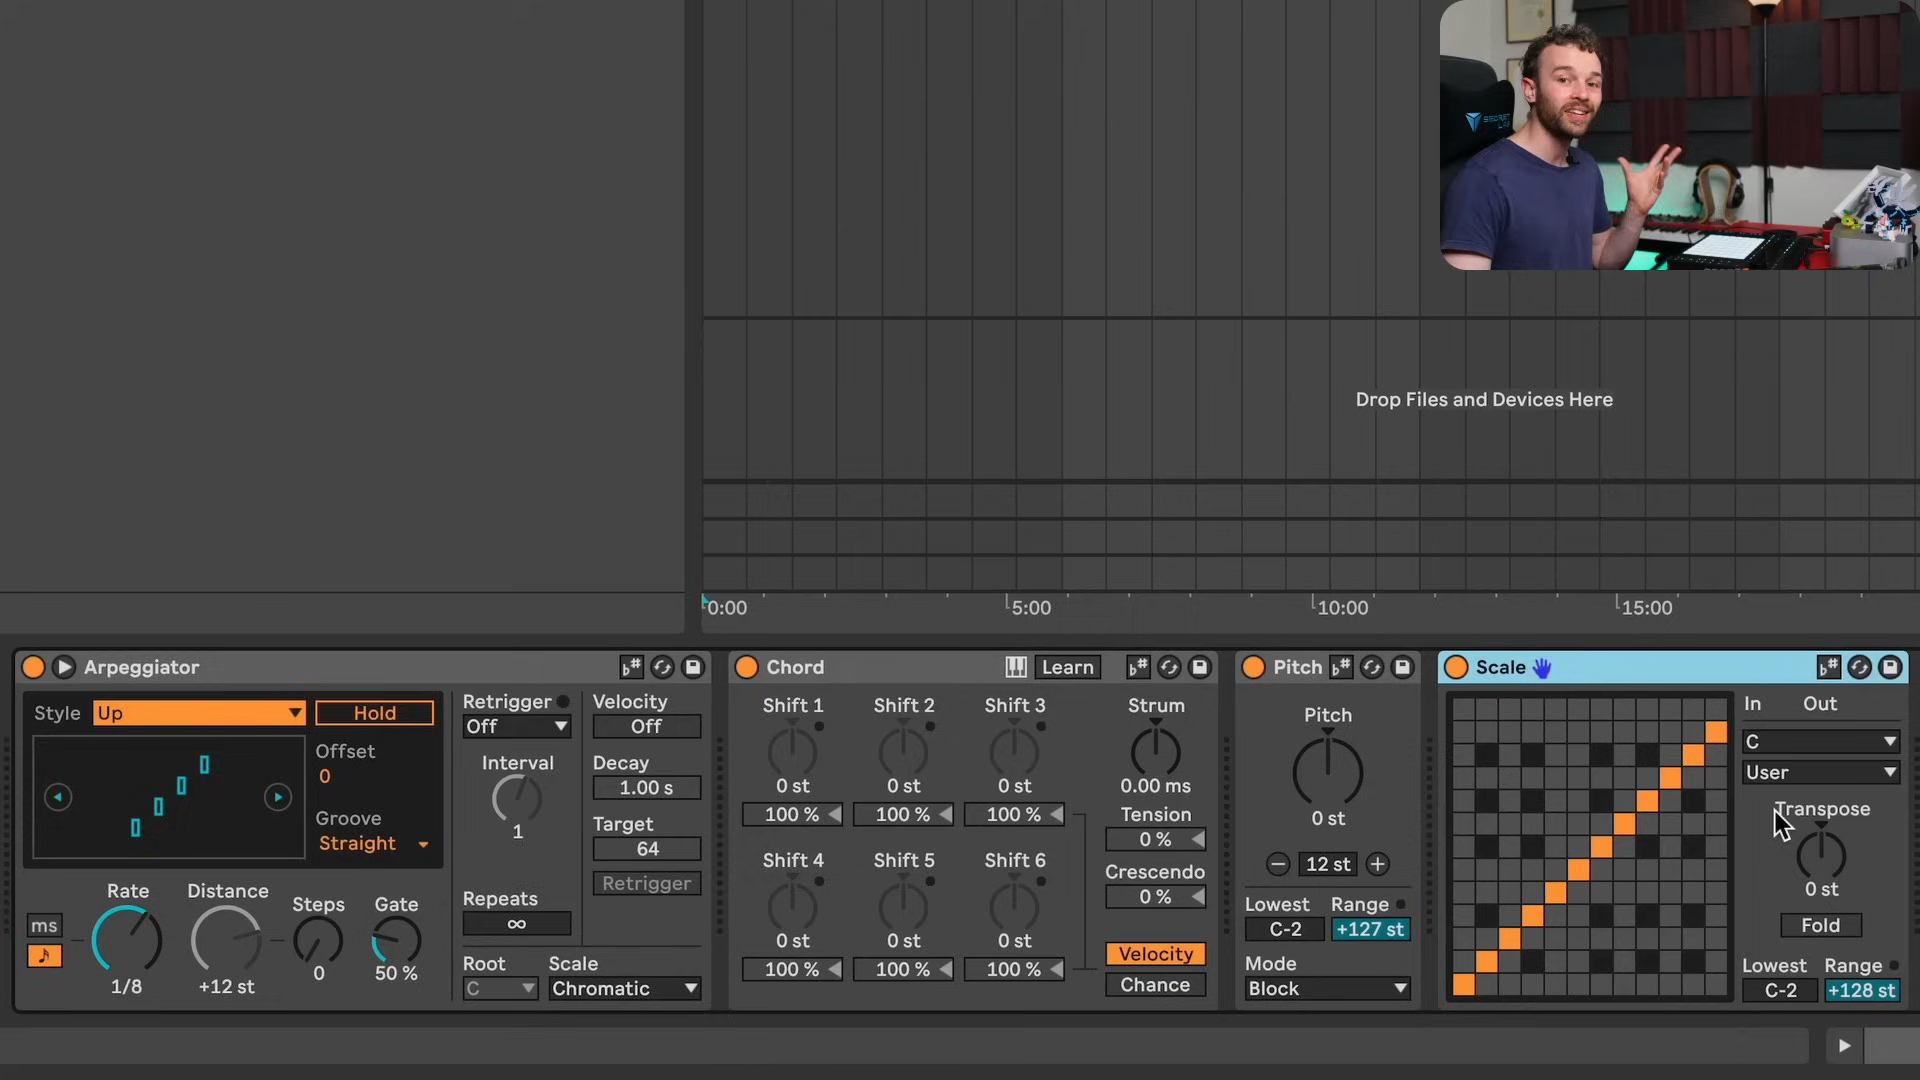 SECRET
LAB
Drop Files and Devices Here
0:00
5:00
10:00
15:00
Arpeggiator
Style
Up
Hold
Offset
0
Groove
Straight
Rate
1/8
Distance
+12 st
Steps
0
Gate
50 %
ms
Retrigger
Off
Interval
1
Repeats
∞
Root
C
Scale
Chromatic
Velocity
Off
Decay
1.00 s
Target
64
Retrigger
Chord
Learn
Shift 1
Shift 2
Shift 3
0 st
0 st
0 st
100 %
100 %
100 %
Shift 4
Shift 5
Shift 6
0 st
0 st
0 st
100 %
100 %
100 %
Strum
0.00 ms
Tension
0 %
Crescendo
0 %
Velocity
Chance
Pitch
Pitch
0 st
12 st
Lowest
Range
C-2
+127 st
Mode
Block
Scale
In
Out
C
User
Transpose
0 st
Fold
Lowest
Range
C-2
+128 st